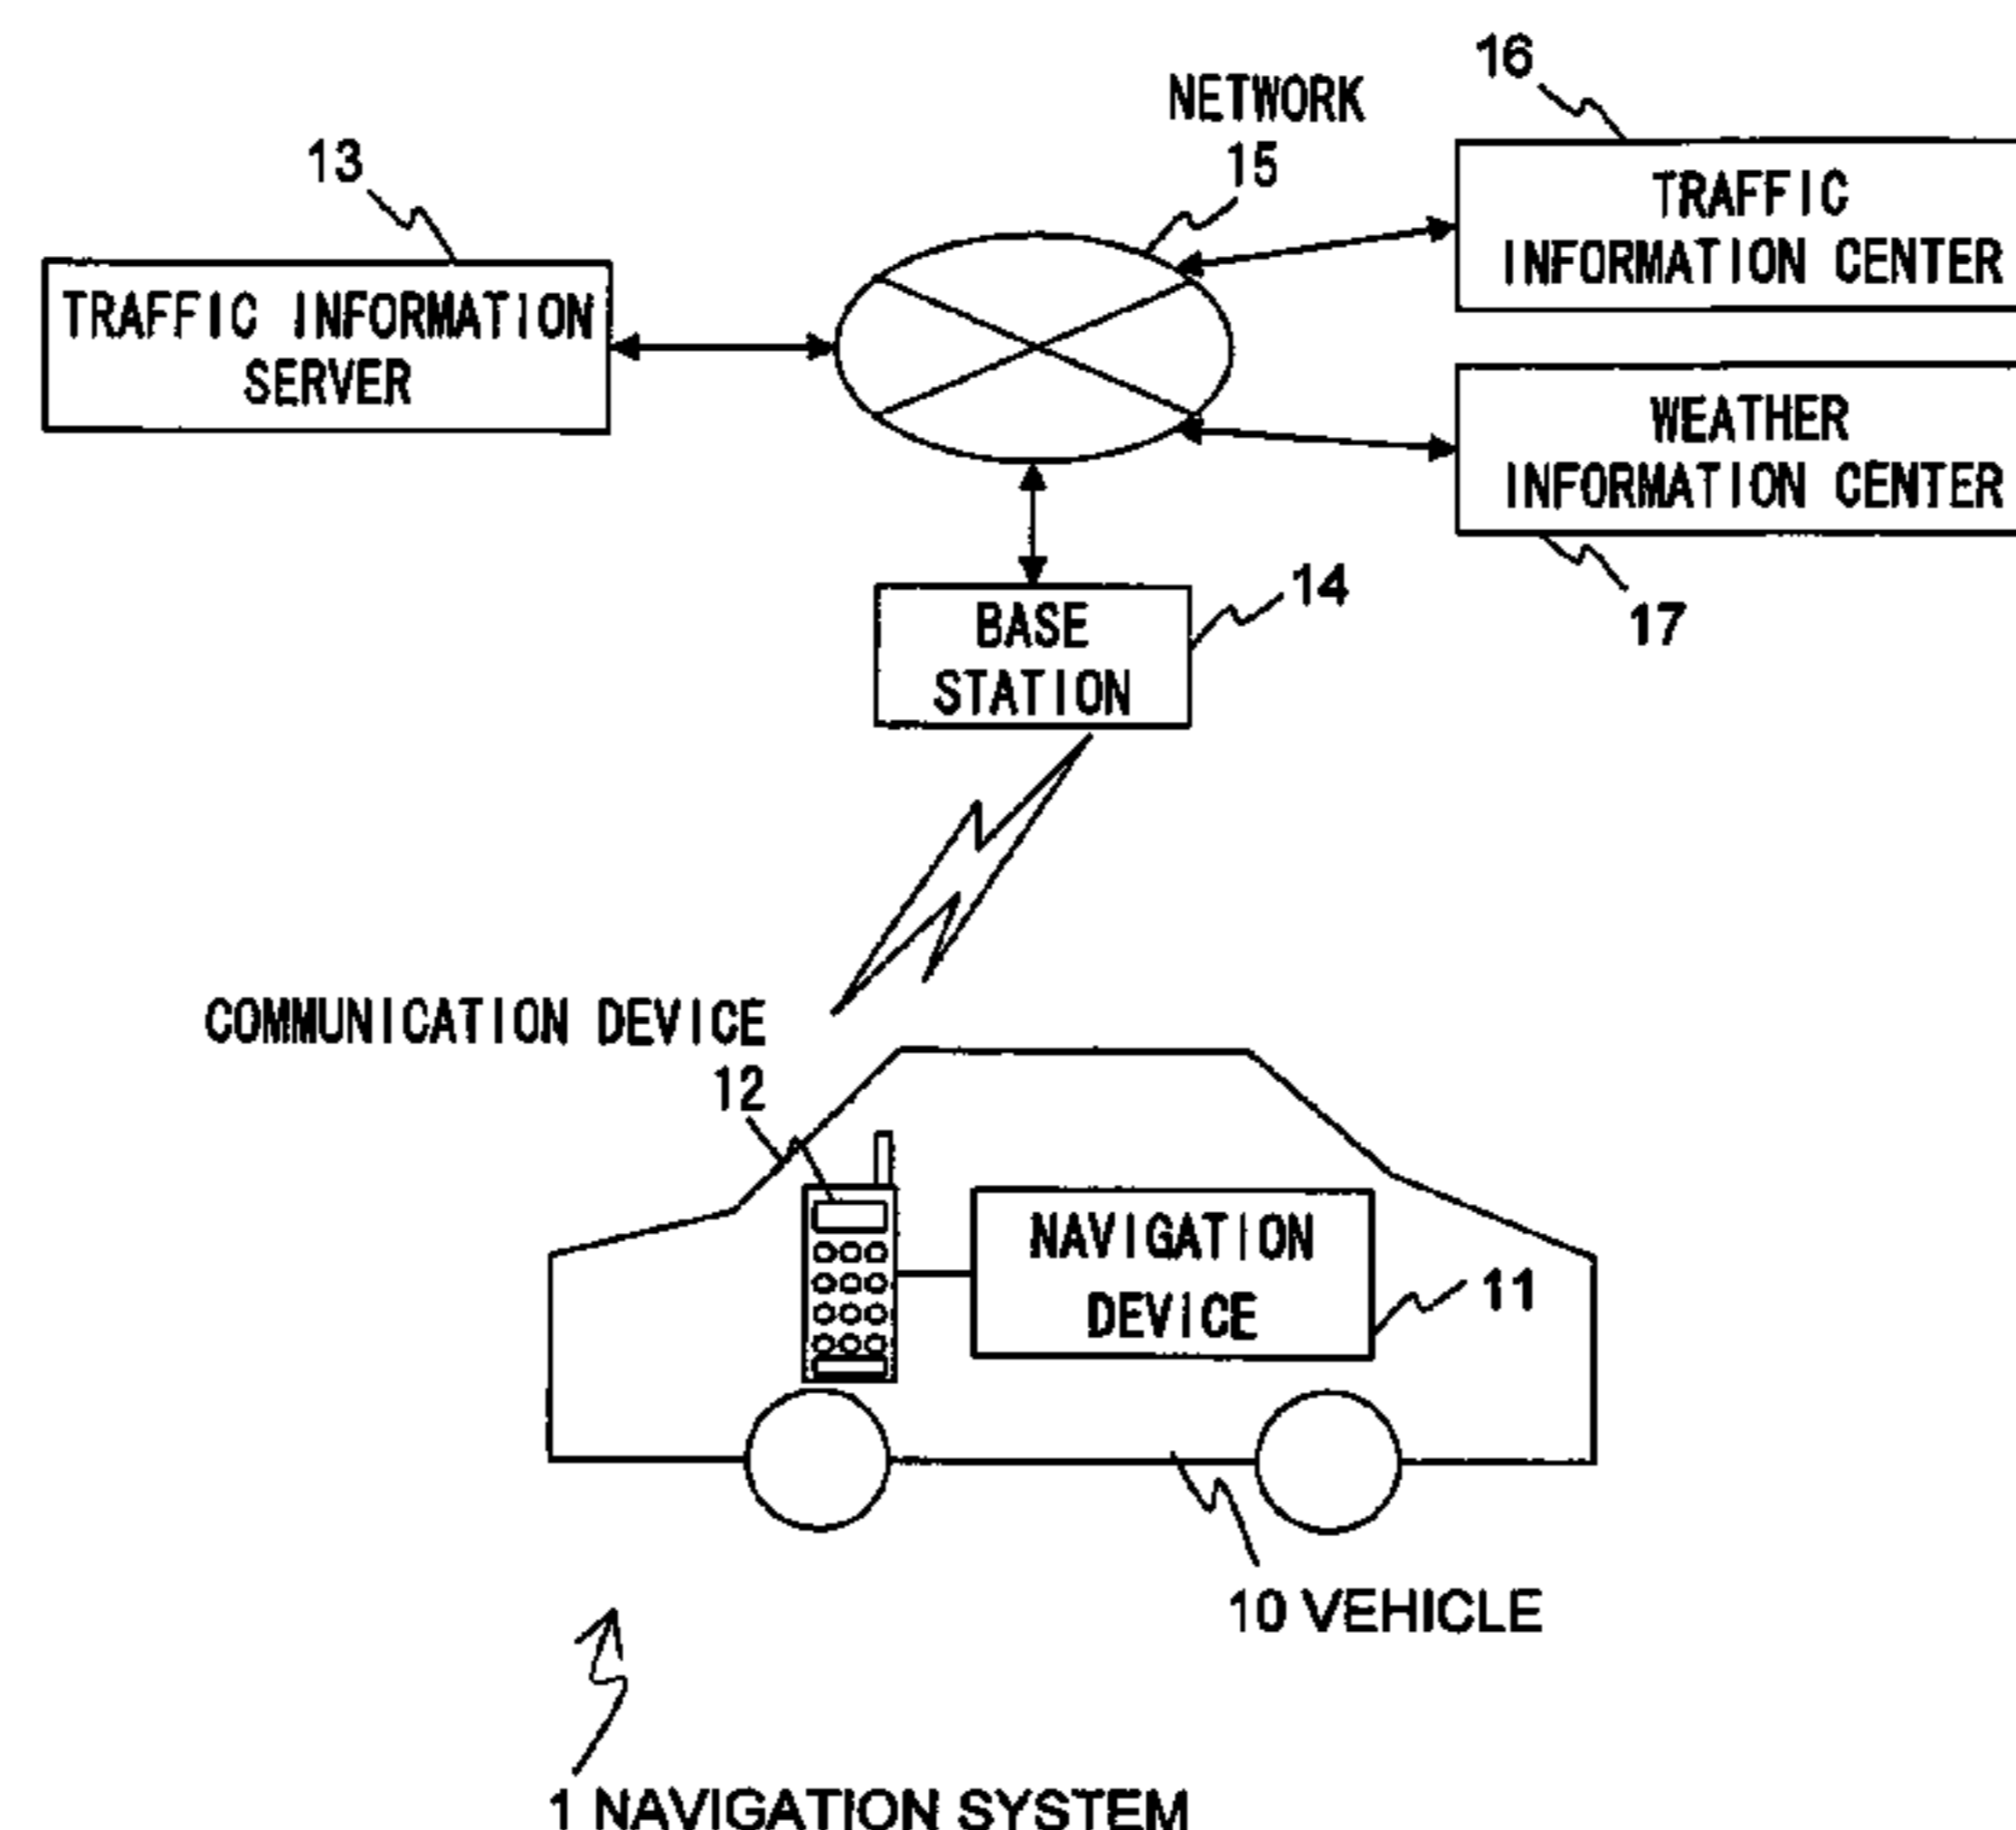 16
NETWORK
15
13
TRAFFIC
INFORMATION CENTER
TRAFFIC INFORMATION
SERVER
WEATHER
INFORMATION CENTER
14
17
BASE
STATION
COMMUNICATION DEVICE
12
NAVIGATION
DEVICE
11
10 VEHICLE
1 NAVIGATION SYSTEM